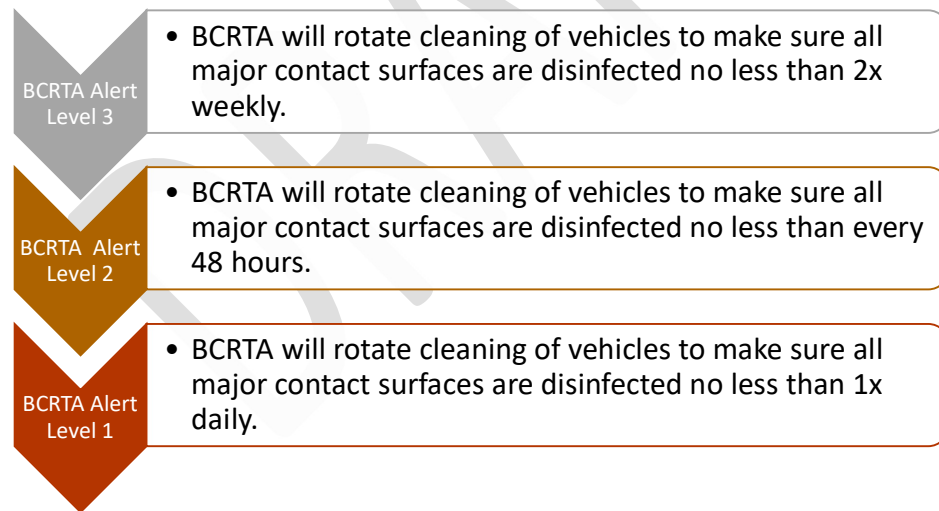 BCRTA Alert
Level 3
• BCRTA will rotate cleaning of vehicles to make sure all
major contact surfaces are disinfected no less than 2x
weekly.
BCRTA Alert
Level 2
• BCRTA will rotate cleaning of vehicles to make sure all
major contact surfaces are disinfected no less than every
48 hours.
BCRTA Alert
Level 1
• BCRTA will rotate cleaning of vehicles to make sure all
major contact surfaces are disinfected no less than 1x
daily.